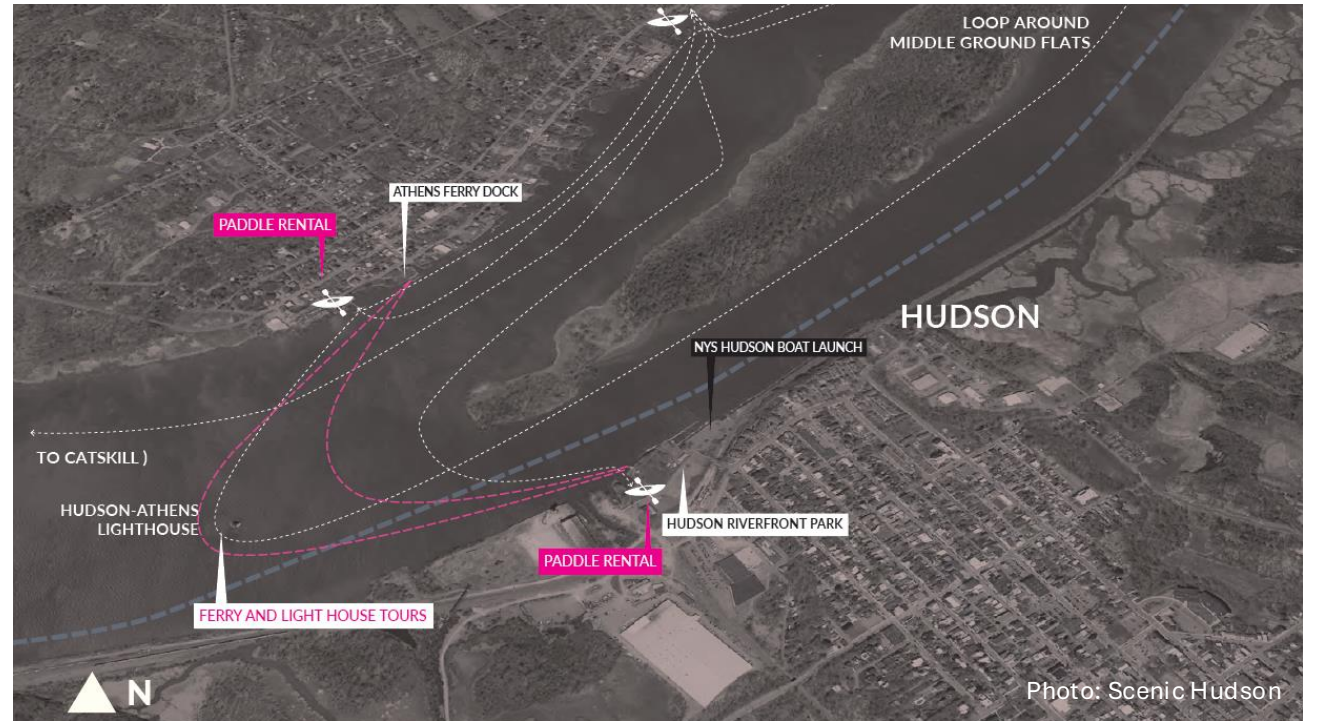 LOOP AROUND
MIDDLE GROUND FLATS
ATHENS FERRY DOCK
PADDLE RENTAL
HUDSON
NYS HUDSON BOAT LAUNCH
TO CATSKILL )
HUDSON-ATHENS
LIGHTHOUSE
HUDSON RIVERFRONT PARK
PADDLE RENTAL
FERRY AND LIGHT HOUSE TOURS
N
Photo: Scenic Hudson